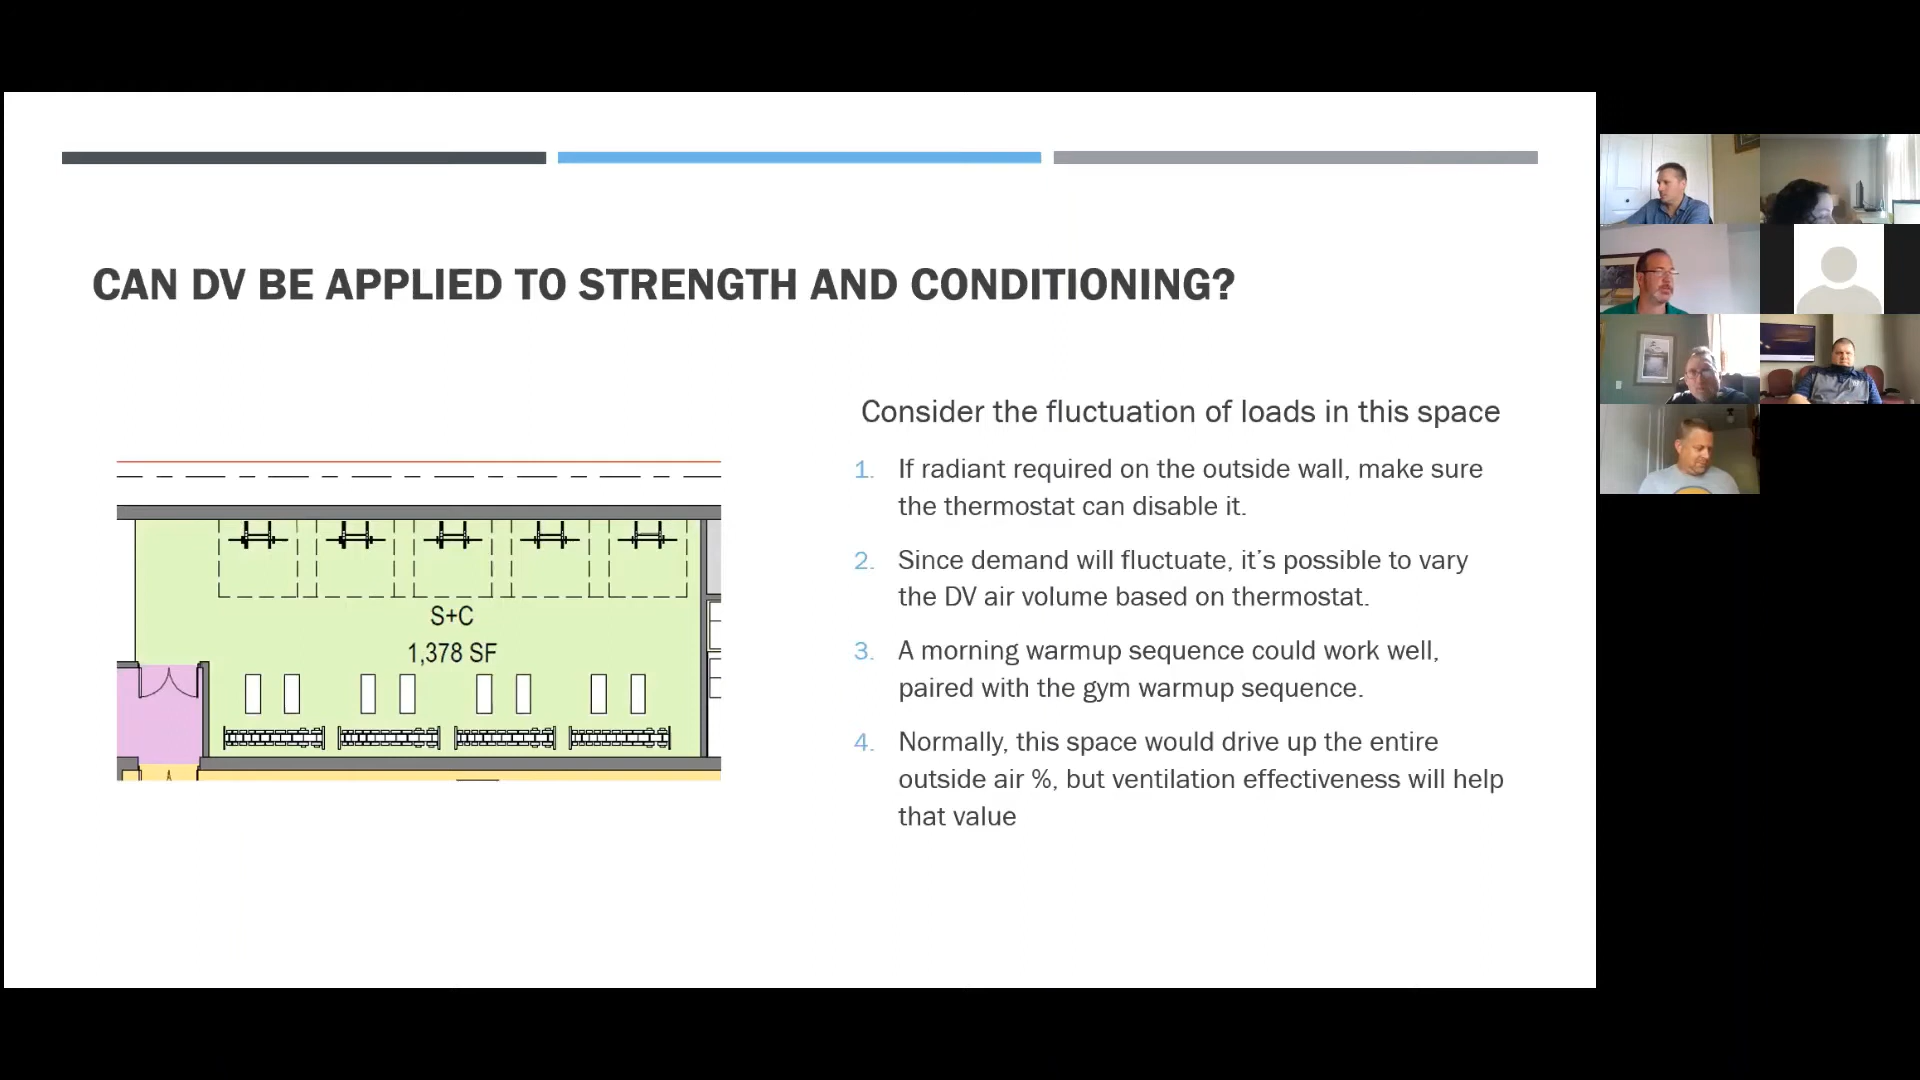 CAN DV BE APPLIED TO STRENGTH AND CONDITIONING?
S+C
1,378 SF
Consider the fluctuation of loads in this space
1. If radiant required on the outside wall, make sure
the thermostat can disable it.
2. Since demand will fluctuate, it's possible to vary
the DV air volume based on thermostat.
3. A morning warmup sequence could work well,
paired with the gym warmup sequence.
4. Normally, this space would drive up the entire
outside air %, but ventilation effectiveness will help
that value